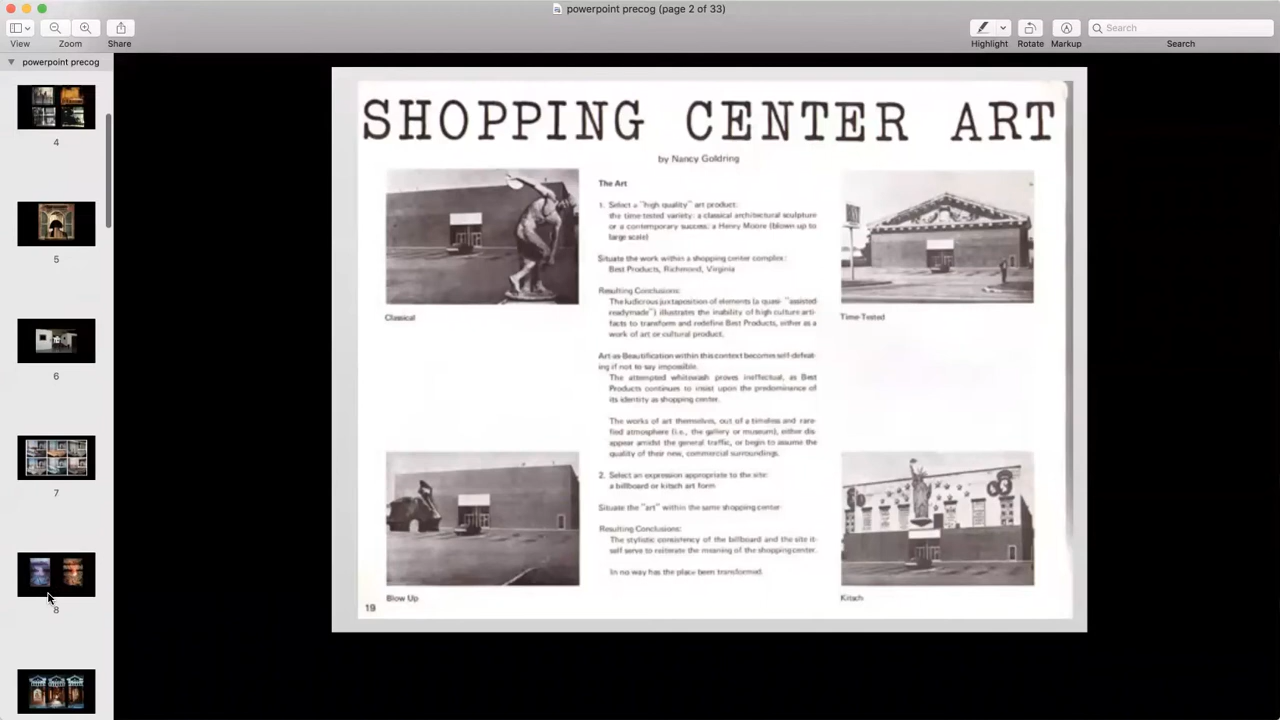 powerpoint precog (page 2 of 33)
View
Zoom
Share
Highlight
Rotate
Markup
Search
Search
powerpoint precog
4
5
6
7
8
SHOPPING CENTER ART
by Nancy Goldring
Classical
Blow Up
19
The Art
1. Select a "high quality" art product:
the time-tested variety: a classical architectural sculpture
or a contemporary success: a Henry Moore (blown up to
large scale)
Situate the work within a shopping center complex:
Best Products, Richmond, Virginia
Resulting Conclusions:
The ludicrous juxtaposition of elements (a quasi- "assisted
readymade") illustrates the inability of high culture arti-
facts to transform and redefine Best Products, either as a
work of art or cultural product.
Art as Beautification within this context becomes self-defeat-
ing if not to say impossible.
The attempted whitewash proves ineffectual, as Best
Products continues to insist upon the predominance of
its identity as shopping center.
The works of art themselves, out of a timeless and rare-
fied atmosphere (i.e., the gallery or museum), either dis-
appear amidst the general traffic, or begin to assume the
quality of their new, commercial surroundings.
2. Select an expression appropriate to the site:
a billboard or kitsch art form
Situate the "art" within the same shopping center
Resulting Conclusions:
The stylistic consistency of the billboard and the site it-
self serve to reiterate the meaning of the shopping center.
In no way has the place been transformed.
Time-Tested
Kitsch